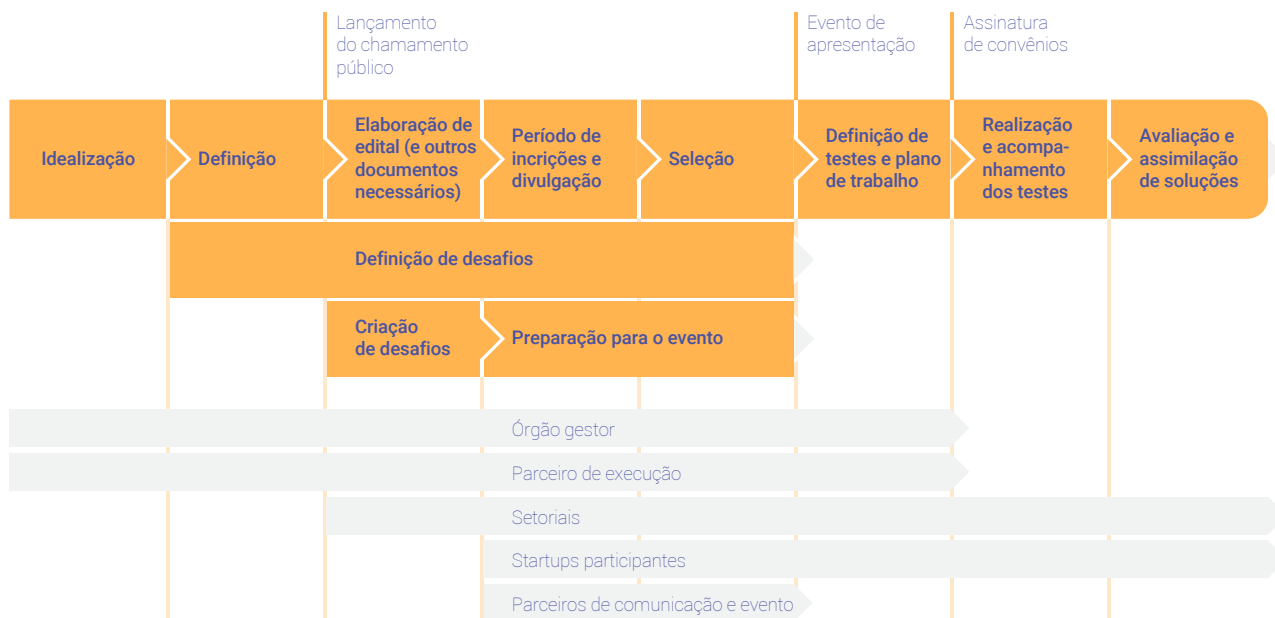 Lançamento
do chamamento
público
Evento de
apresentação
Assinatura
de convênios
Idealização
Definição
Elaboração de
edital (e outros
documentos
necessários)
Período de
incrições e
divulgação
Seleção
Definição de
testes e plano
de trabalho
Realização
e acompa-
nhamento
dos testes
Avaliação e
assimilação
de soluções
Definição de desafios
Criação
de desafios
Preparação para o evento
Órgão gestor
Parceiro de execução
Setoriais
Startups participantes
Parceiros de comunicação e evento